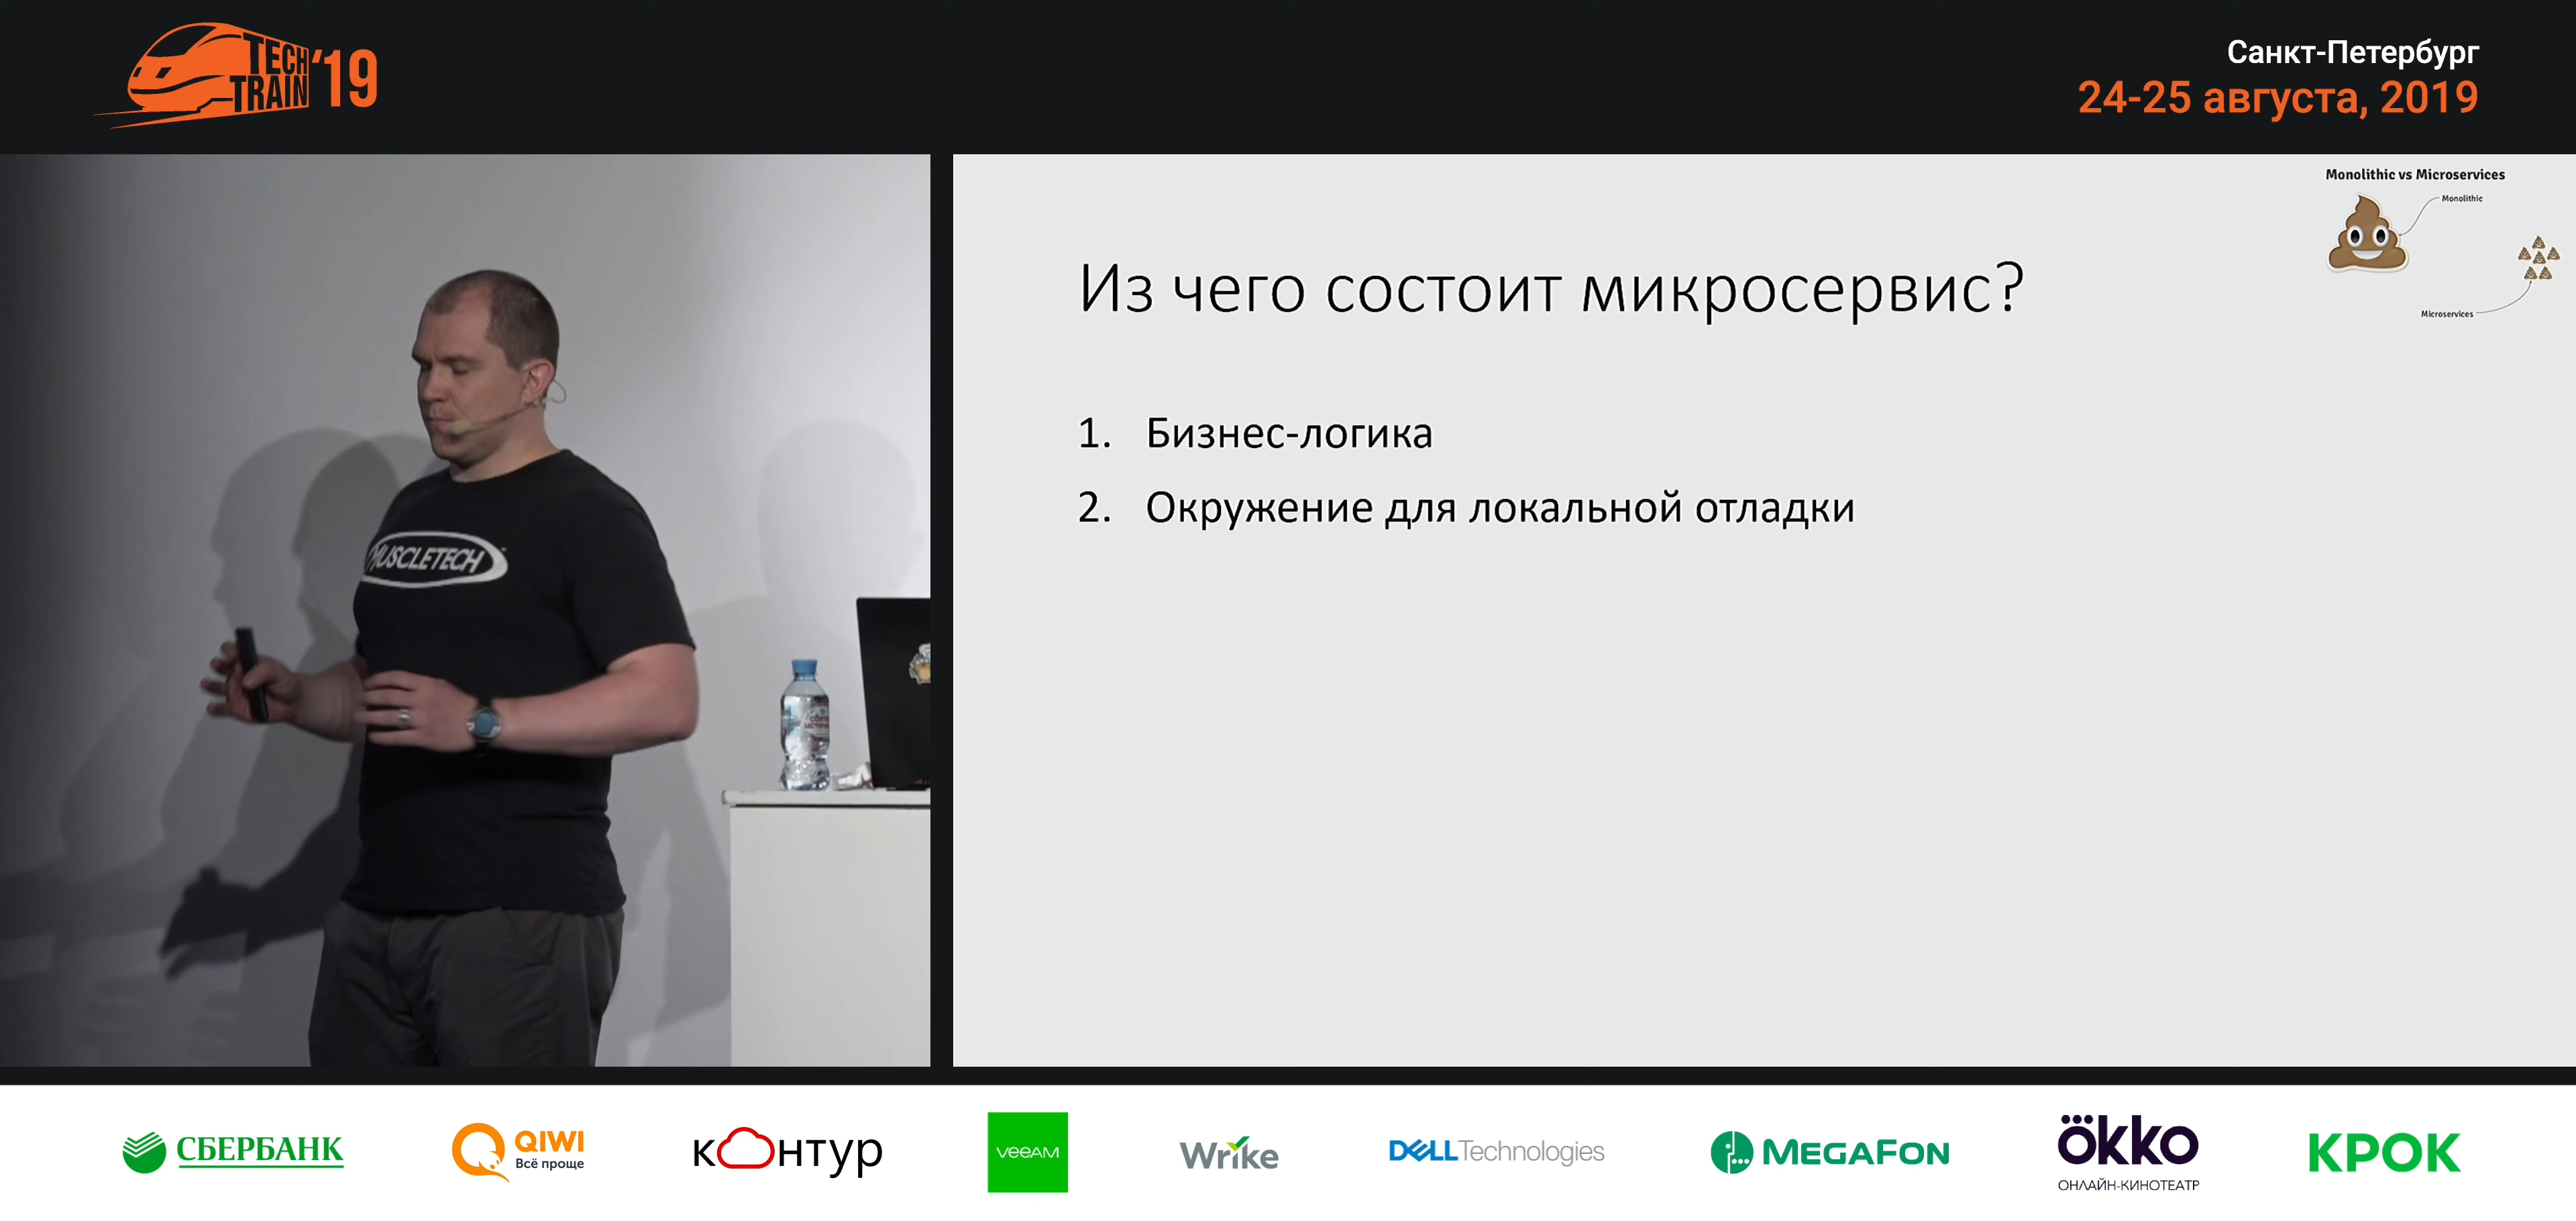 TECH
TRAIN'19
Санкт-Петербург
24-25 августа, 2019
MUSCLETECH
Monolithic vs Microservices
Monolithic
Microservices
Из чего состоит микросервис?
1. Бизнес-логика
2. Окружение для локальной отладки
СБЕРБАНК
QIWI
Всё проще
контур
veeam
Wrike
DELL Technologies
MEGAFON
ökko
ОНЛАЙН-КИНОТЕАТР
КРОК